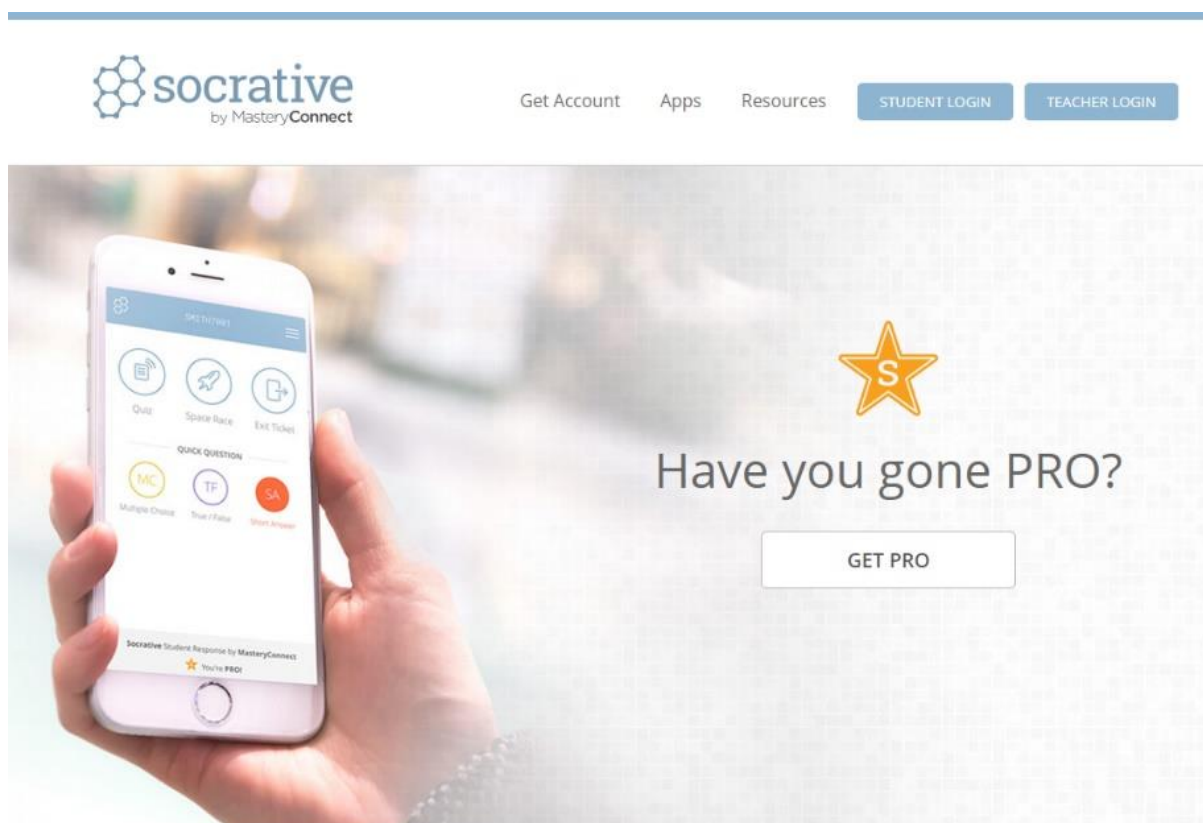 socrative
by MasteryConnect
Get Account Apps Resources STUDENT LOGIN TEACHER LOGIN
Quiz Space Race Exit Ticket
QUICK QUESTION
MC TF SA
Multiple Choice True / False Short Answer
Socrative Student Response by MasteryConnect
You're PRO!
S
Have you gone PRO?
GET PRO